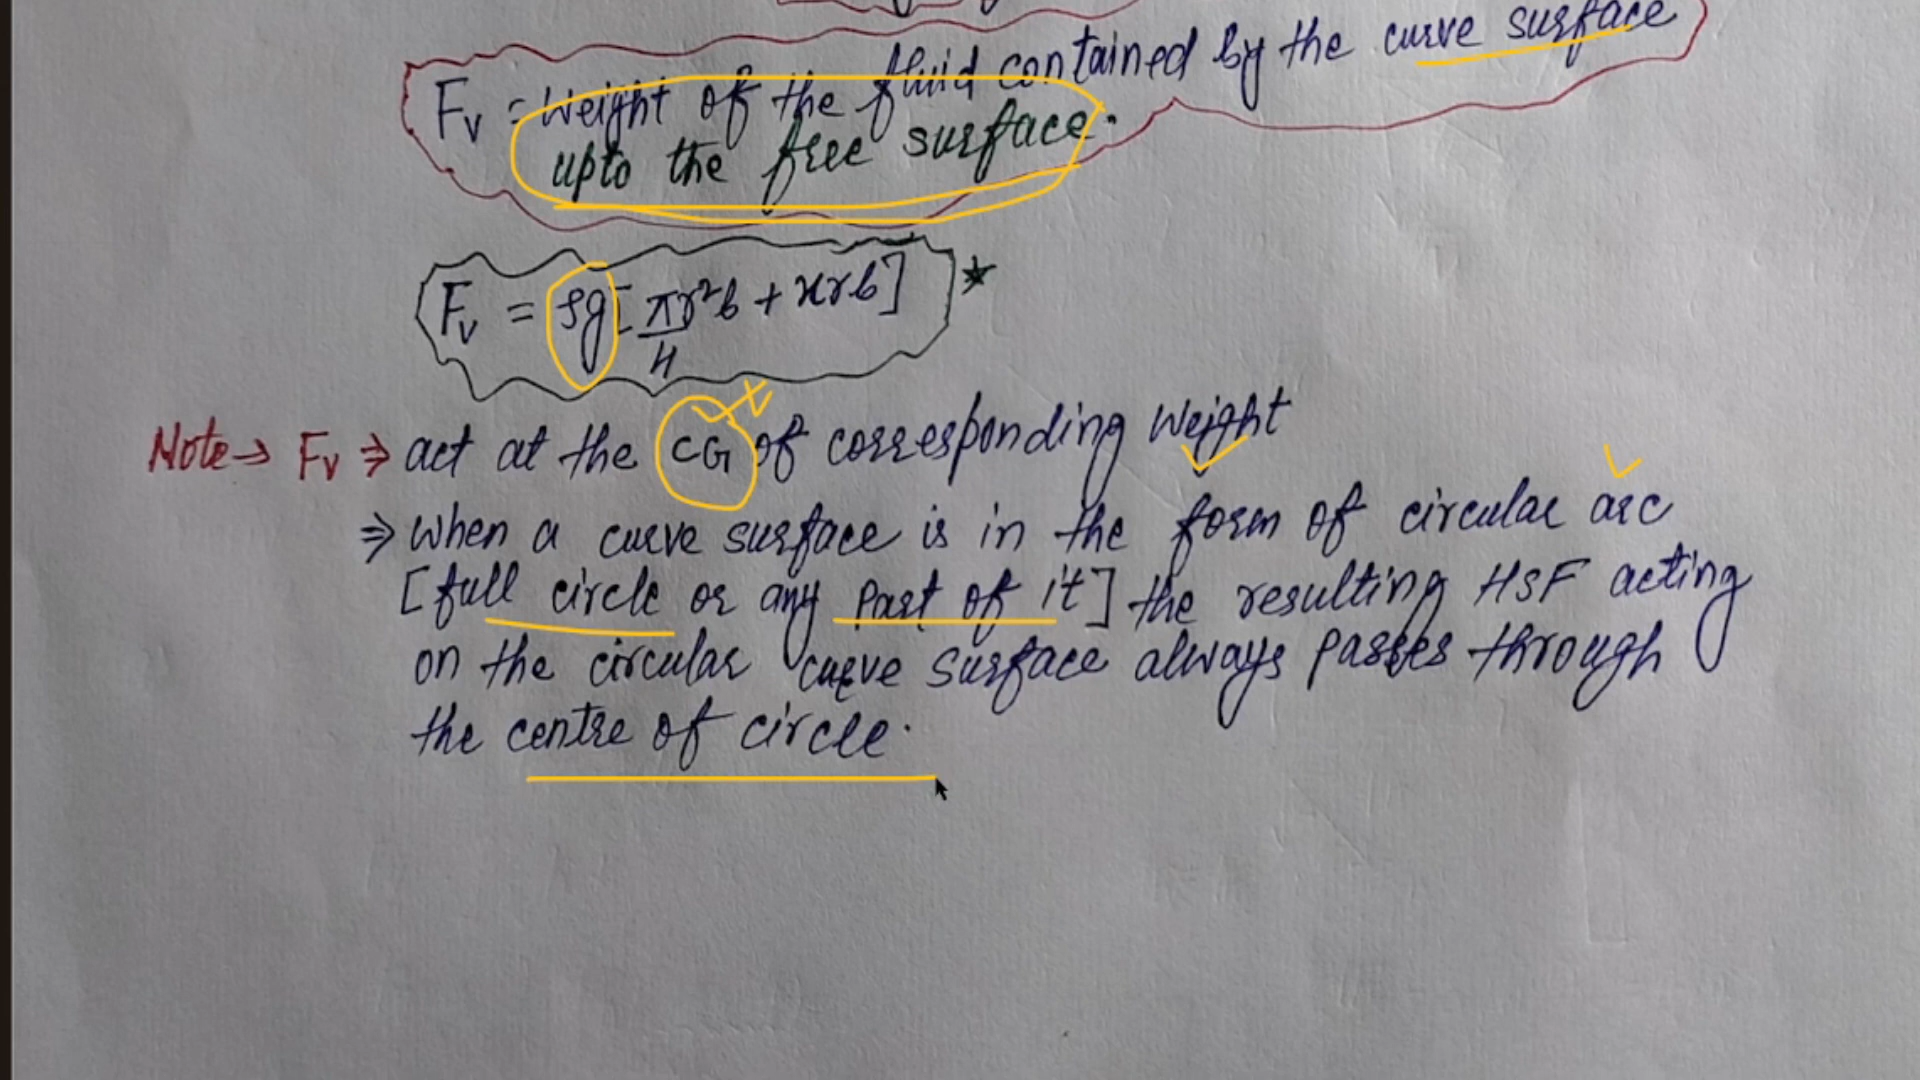 Fv = Weight of the fluid contained by the curve surface
upto the free surface.
Fv = ρg[πr²b/4 + xrb] *
Note → Fv ⇒ act at the CG of corresponding Weight
⇒ When a curve surface is in the form of circular arc
[full circle or any Part of it] the resulting HSF acting
on the circular curve surface always passes through
the centre of circle.